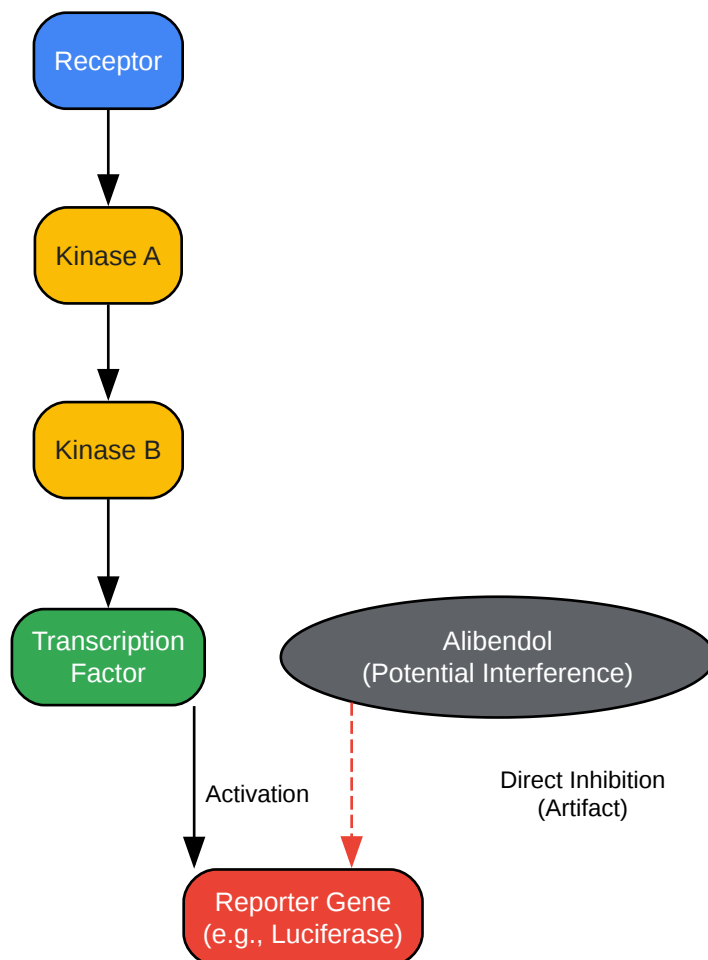 Receptor
Kinase A
Kinase B
Transcription
Factor
Alibendol
(Potential Interference)
Activation
Direct Inhibition
(Artifact)
Reporter Gene
(e.g., Luciferase)